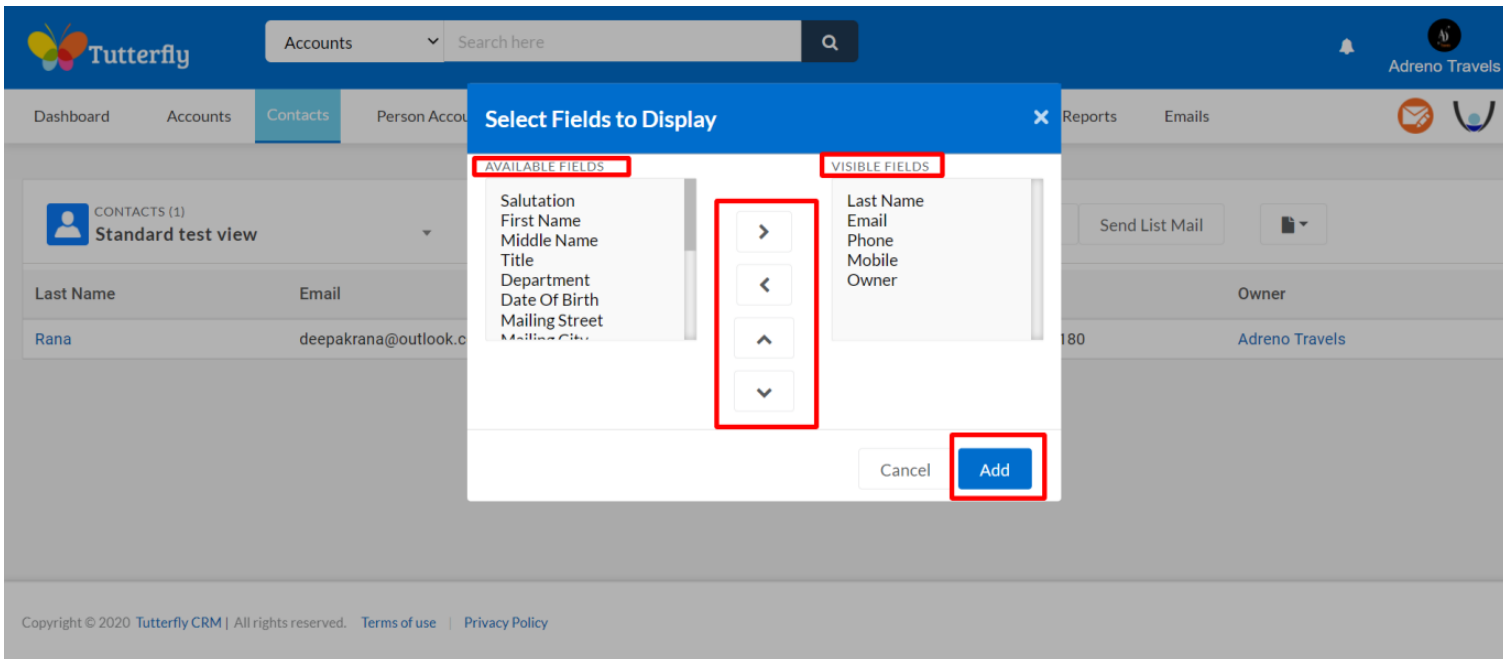 Tutterfly
Accounts
Search here
Adreno Travels
Dashboard
Accounts
Contacts
Person Accou
Reports
Emails
Select Fields to Display
AVAILABLE FIELDS
Salutation
First Name
Middle Name
Title
Department
Date Of Birth
Mailing Street
Mailing City
VISIBLE FIELDS
Last Name
Email
Phone
Mobile
Owner
Cancel
Add
CONTACTS (1)
Standard test view
Send List Mail
Last Name
Email
Owner
Rana
deepakrana@outlook.c
180
Adreno Travels
Copyright © 2020 Tutterfly CRM | All rights reserved. Terms of use | Privacy Policy